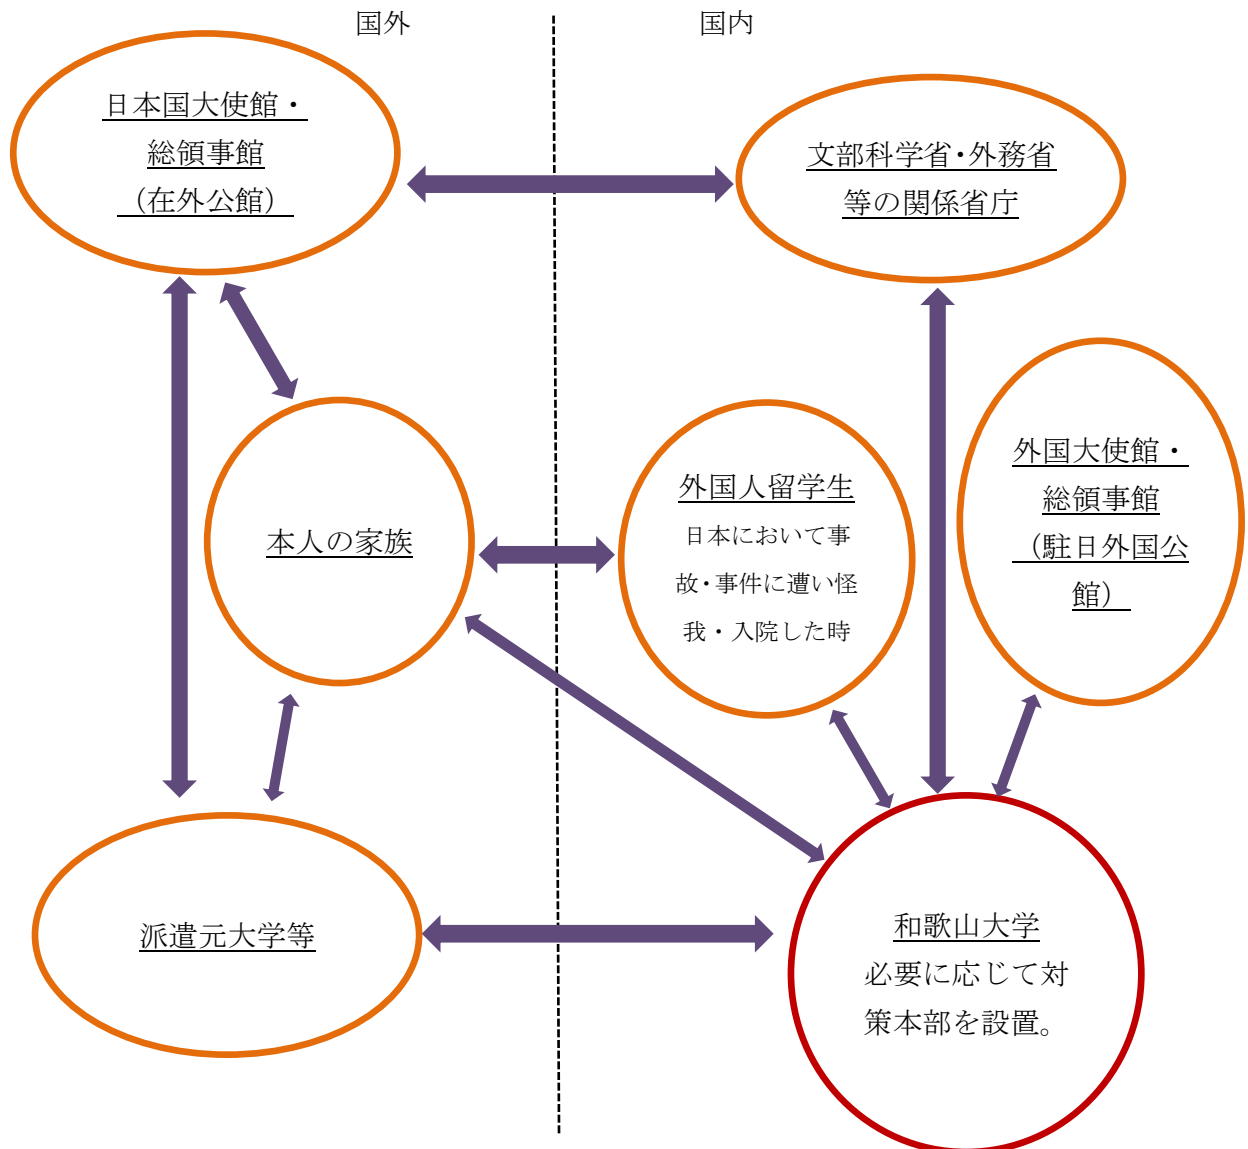 国外
国内
日本国大使館・
総領事館
（在外公館）
文部科学省・外務省
等の関係省庁
本人の家族
外国人留学生
日本において事
故・事件に遭い怪
我・入院した時
外国大使館・
総領事館
（駐日外国公
館）
派遣元大学等
和歌山大学
必要に応じて対
策本部を設置。